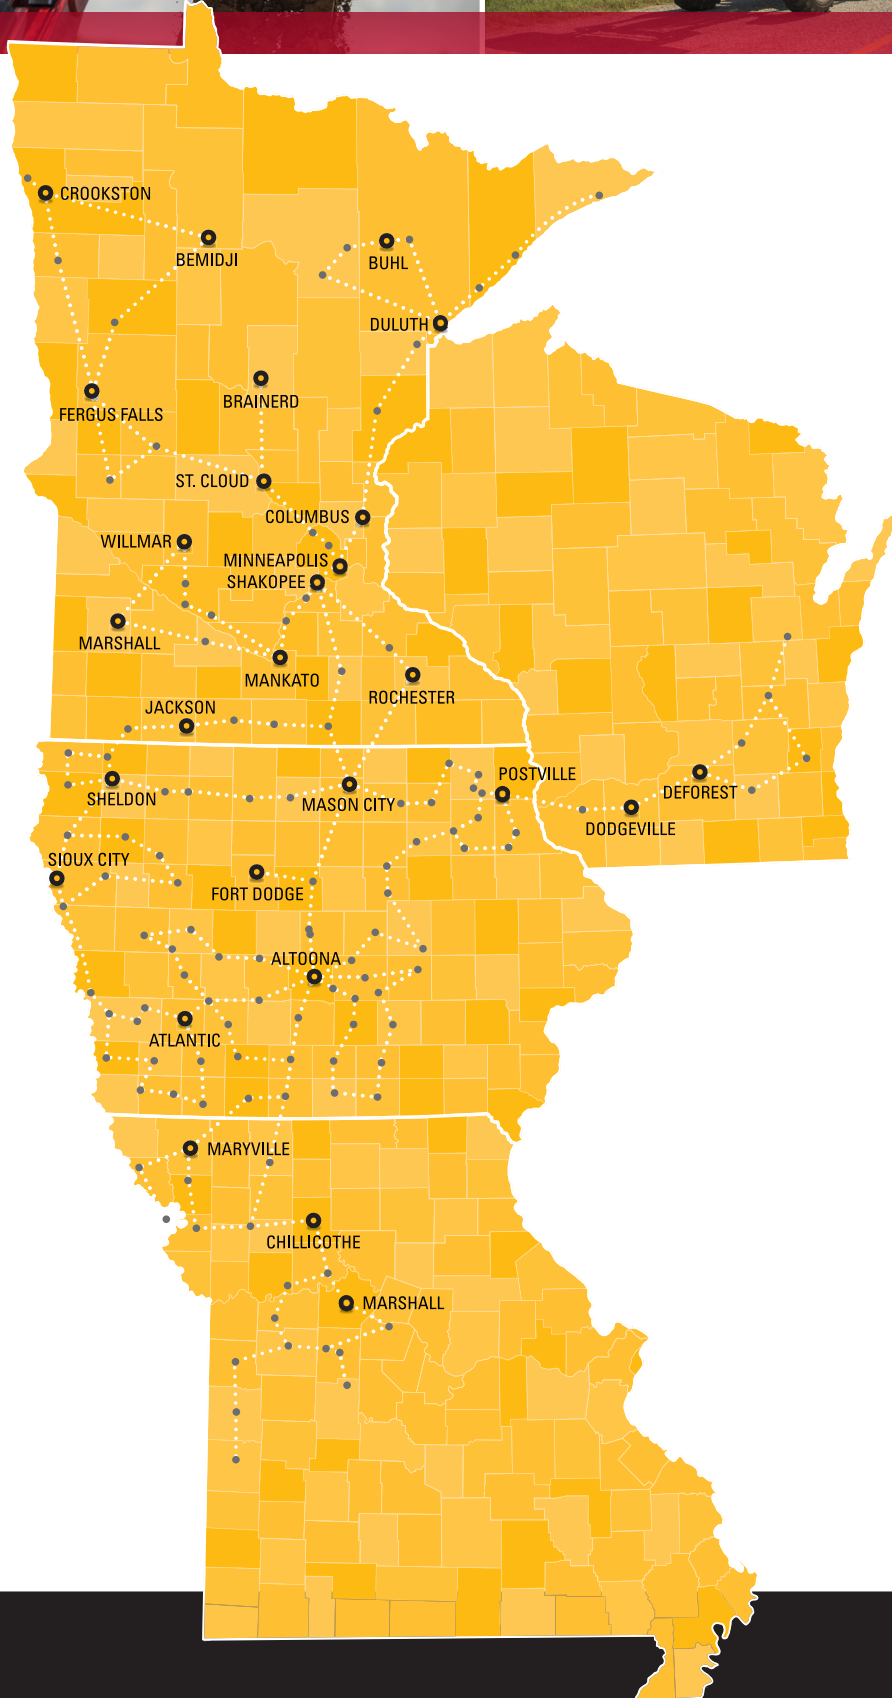 CROOKSTON
BEMIDJI
BUHL
DULUTH
BRAINERD
FERGUS FALLS
ST. CLOUD
COLUMBUS
WILLMAR
MINNEAPOLIS
SHAKOPEE
MARSHALL
MANKATO
ROCHESTER
JACKSON
POSTVILLE
SHELDON
MASON CITY
DEFOREST
DODGEVILLE
SIOUX CITY
FORT DODGE
ALTOONA
ATLANTIC
MARYVILLE
CHILLICOTHE
MARSHALL